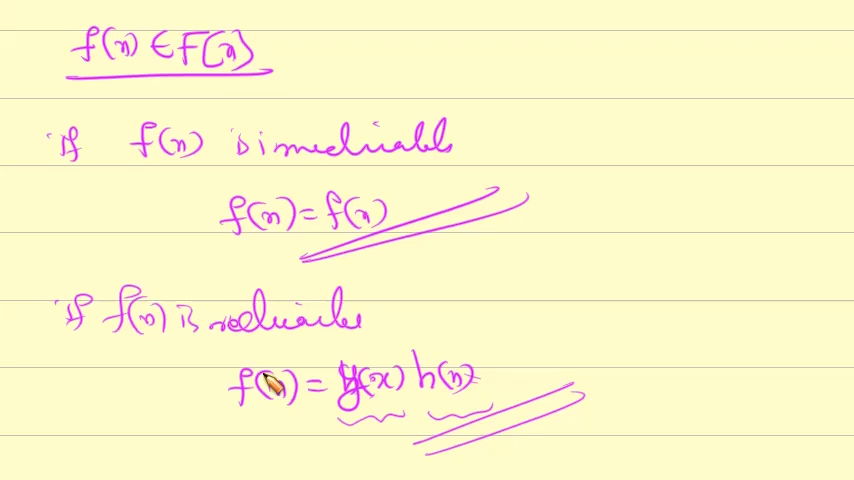 f(x) ∈ F[x]
if f(x) is irreducible
f(x) = f(x)
if f(x) is reducible
f(x) = g(x) h(x)